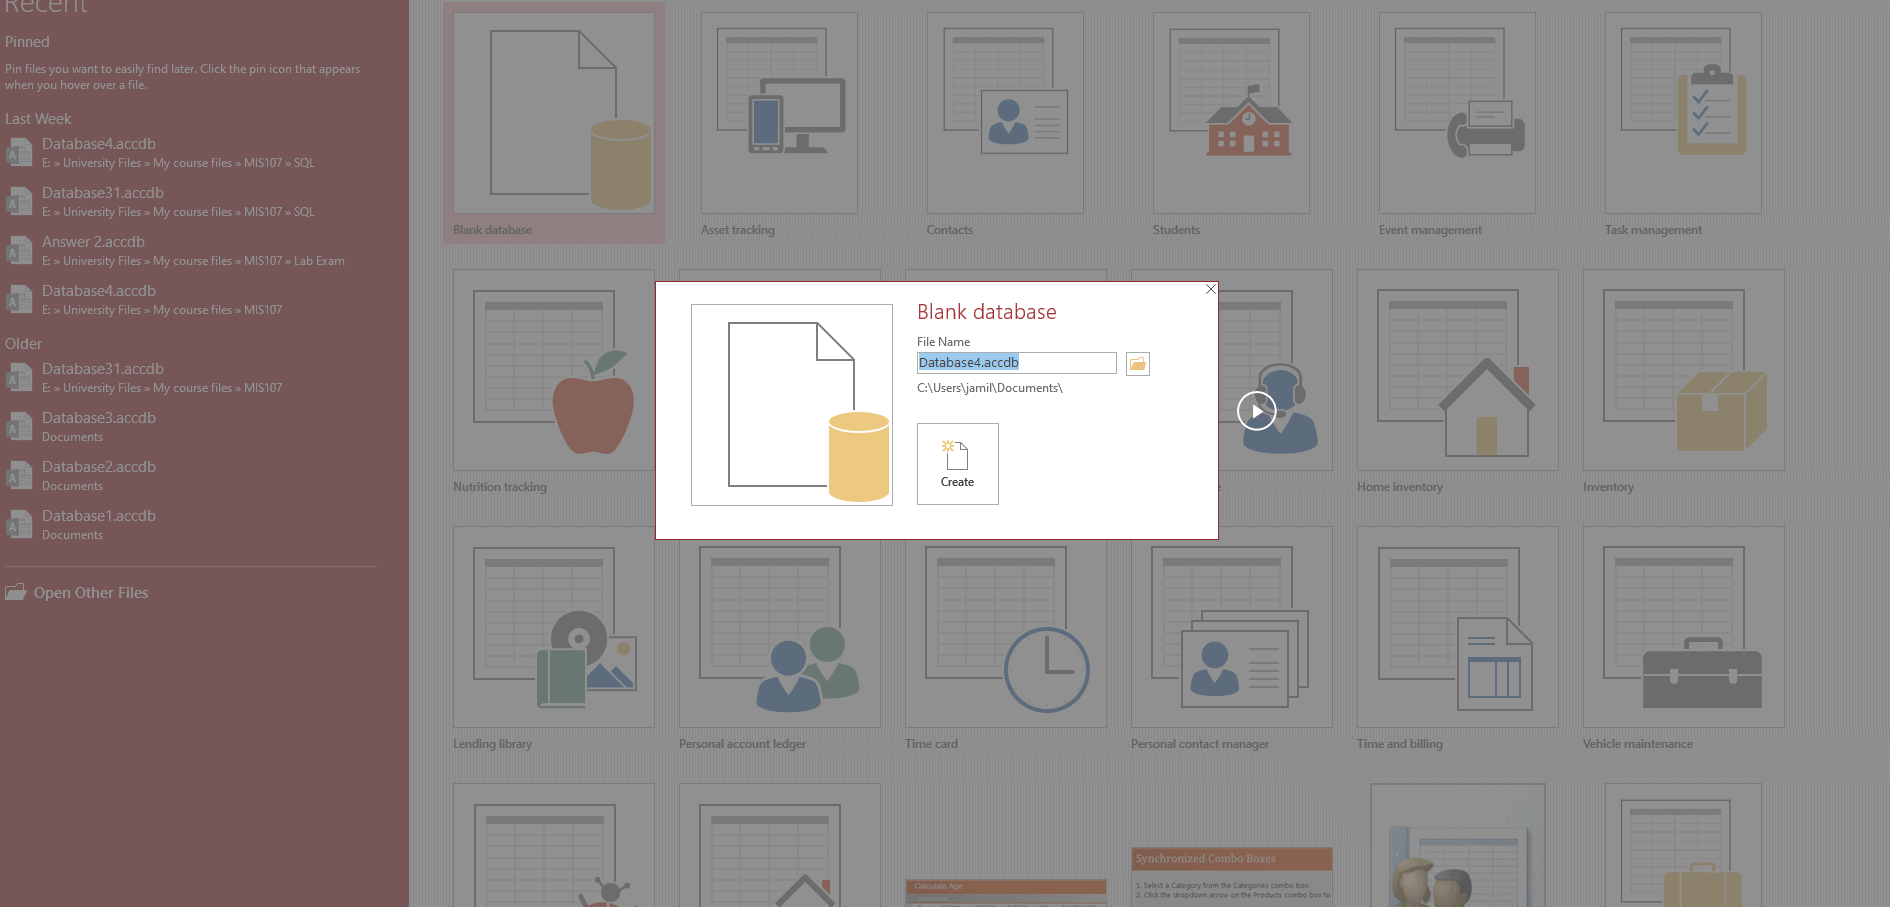 Recent
Pinned
Pin files you want to easily find later. Click the pin icon that appears
when you hover over a file.
Last Week
Database4.accdb
E: » University Files » My course files » MIS107 » SQL
Database31.accdb
E: » University Files » My course files » MIS107 » SQL
Answer 2.accdb
E: » University Files » My course files » MIS107 » Lab Exam
Database4.accdb
E: » University Files » My course files » MIS107
Older
Database31.accdb
E: » University Files » My course files » MIS107
Database3.accdb
Documents
Database2.accdb
Documents
Database1.accdb
Documents
Open Other Files
Blank database
Asset tracking
Contacts
Students
Event management
Task management
Blank database
File Name
Database4.accdb
C:\Users\jamil\Documents\
Create
Nutrition tracking
Home inventory
Inventory
Lending library
Personal account ledger
Time card
Personal contact manager
Time and billing
Vehicle maintenance
Calculate Age
Synchronized Combo Boxes
1. Select a Category from the Categories combo box.
2. Click the dropdown arrow on the Products combo box to